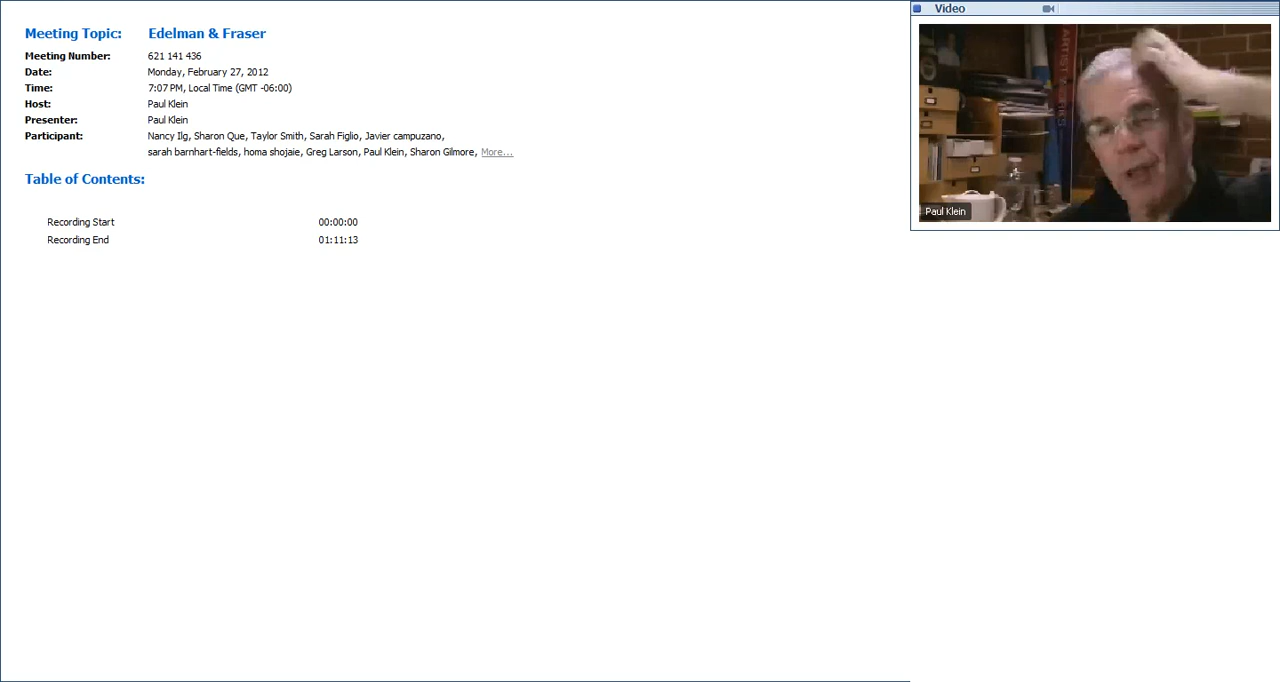 Meeting Topic: Edelman & Fraser
Meeting Number: 621 141 436
Date: Monday, February 27, 2012
Time: 7:07 PM, Local Time (GMT -06:00)
Host: Paul Klein
Presenter: Paul Klein
Participant: Nancy Ilg, Sharon Que, Taylor Smith, Sarah Figlio, Javier campuzano,
sarah barnhart-fields, homa shojaie, Greg Larson, Paul Klein, Sharon Gilmore, More...
Table of Contents:
Recording Start 00:00:00
Recording End 01:11:13
Video
Paul Klein